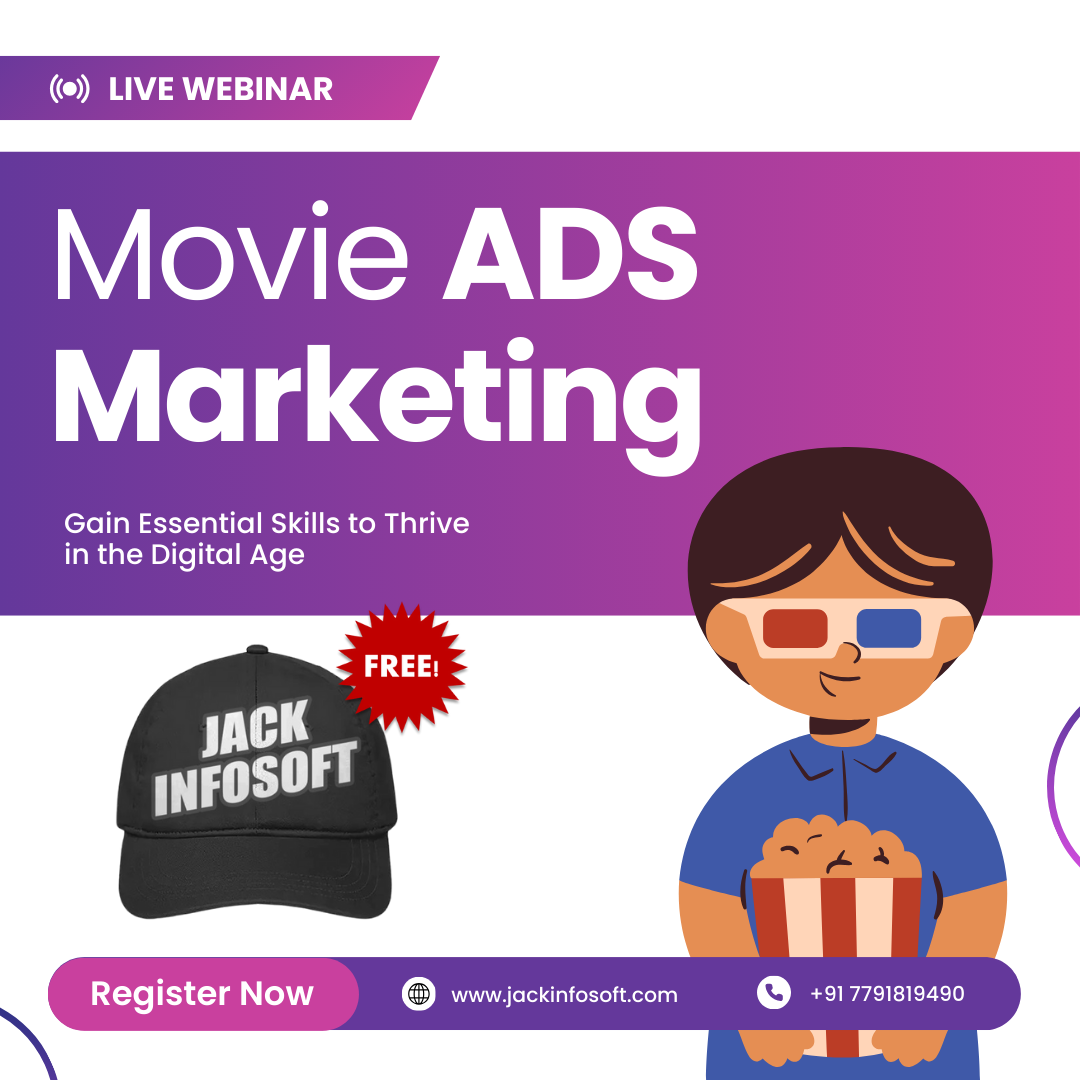 LIVE WEBINAR
Movie ADS
Marketing
Gain Essential Skills to Thrive
in the Digital Age
FREE!
JACK
INFOSOFT
Register Now
www.jackinfosoft.com
+91 7791819490